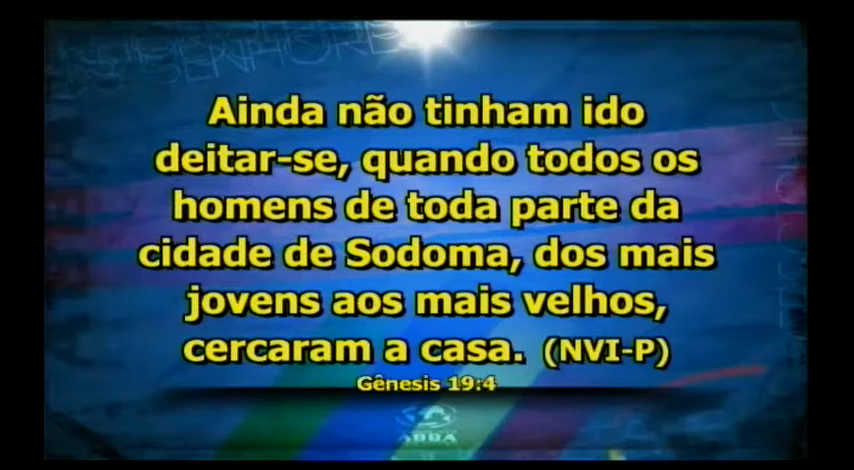 Ainda não tinham ido
deitar-se, quando todos os
homens de toda parte da
cidade de Sodoma, dos mais
jovens aos mais velhos,
cercaram a casa. (NVI-P)
Gênesis 19:4
ABBA